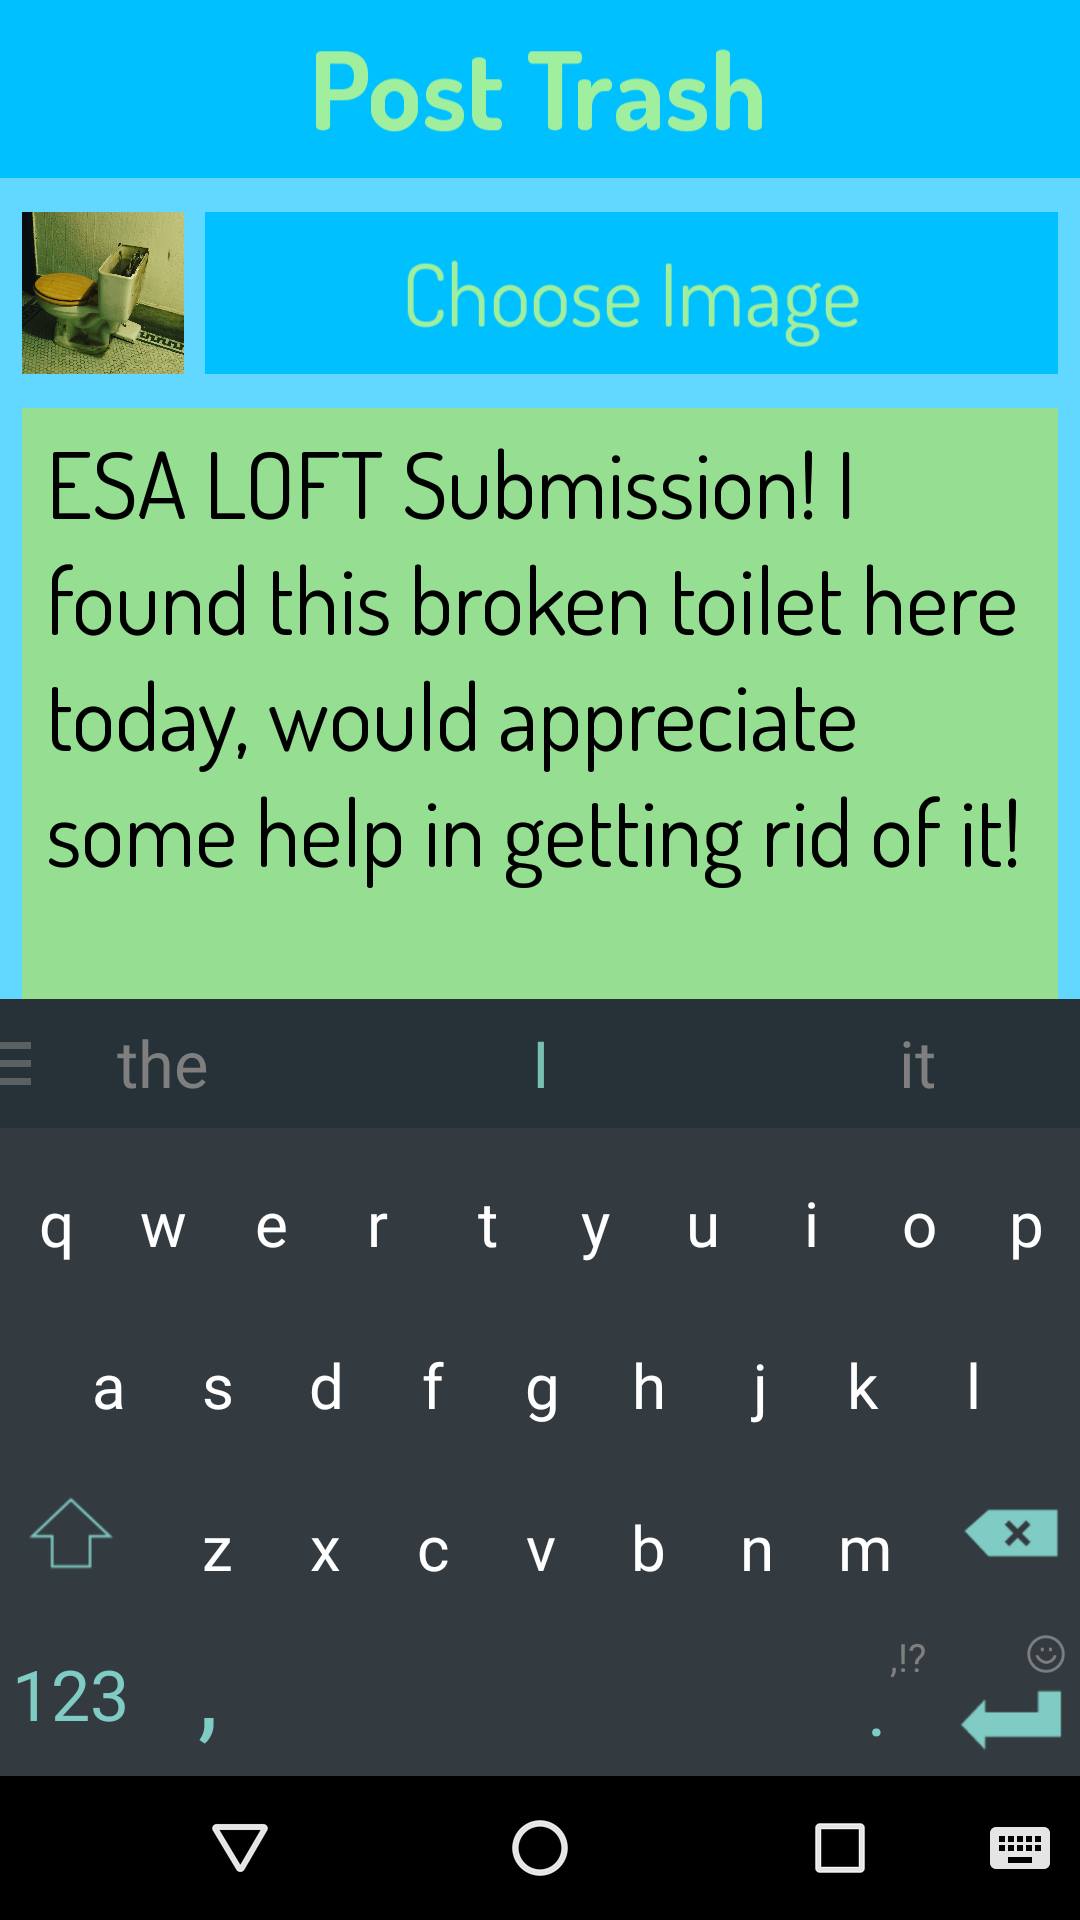 Post Trash
Choose Image
ESA LOFT Submission! I
found this broken toilet here
today, would appreciate
some help in getting rid of it!
the I it
q w e r t y u i o p
a s d f g h j k l
z x c v b n m
,!?
123 , .